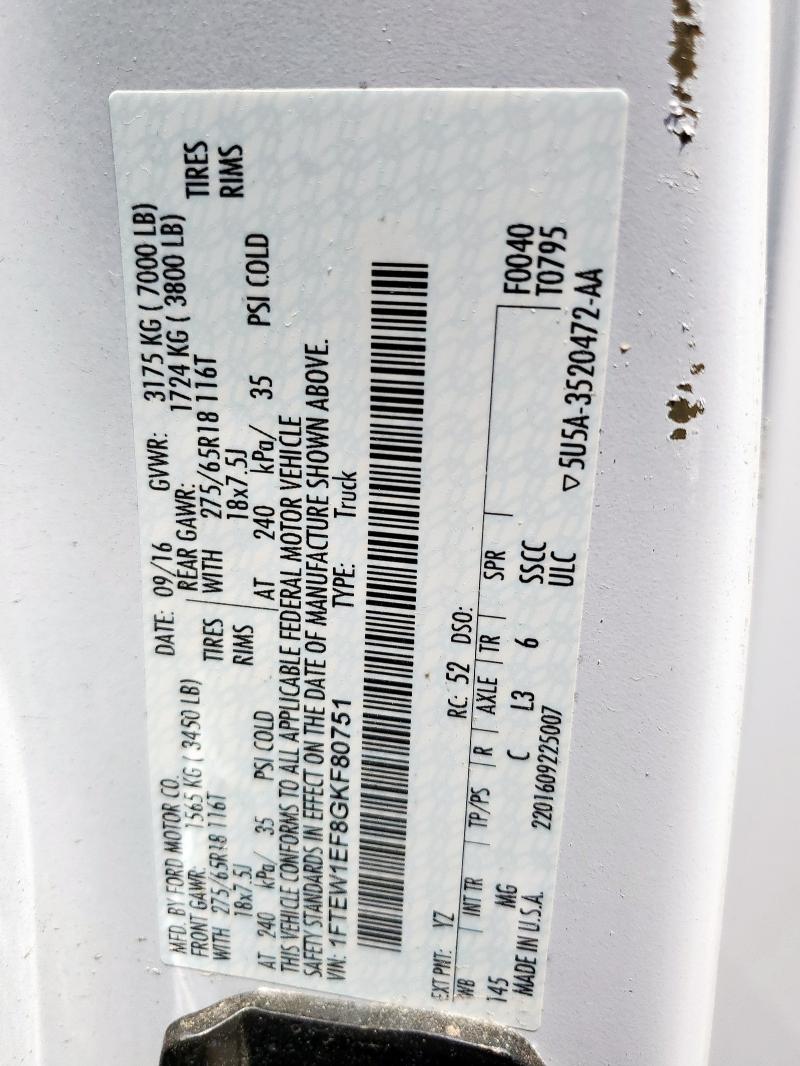 MFD. BY FORD MOTOR CO. DATE: 09/16 GVWR: 3175 KG ( 7000 LB)
FRONT GAWR: 1565 KG ( 3450 LB) REAR GAWR: 1724 KG ( 3800 LB)
WITH 275/65R18 116T TIRES WITH 275/65R18 116T TIRES
18x7.5J RIMS 18x7.5J RIMS
AT 240 kPa/ 35 PSI COLD AT 240 kPa/ 35 PSI COLD
THIS VEHICLE CONFORMS TO ALL APPLICABLE FEDERAL MOTOR VEHICLE
SAFETY STANDARDS IN EFFECT ON THE DATE OF MANUFACTURE SHOWN ABOVE.
VIN: 1FTEW1EF8GKF80751 TYPE: Truck
EXT PNT: YZ RC: 52 DSO:
WB INT TR TP/PS R AXLE TR SPR F0040
145 MG C L3 6 SSCC T0795
MADE IN U.S.A. 2201609225007 ULC ▽5U5A-3520472-AA